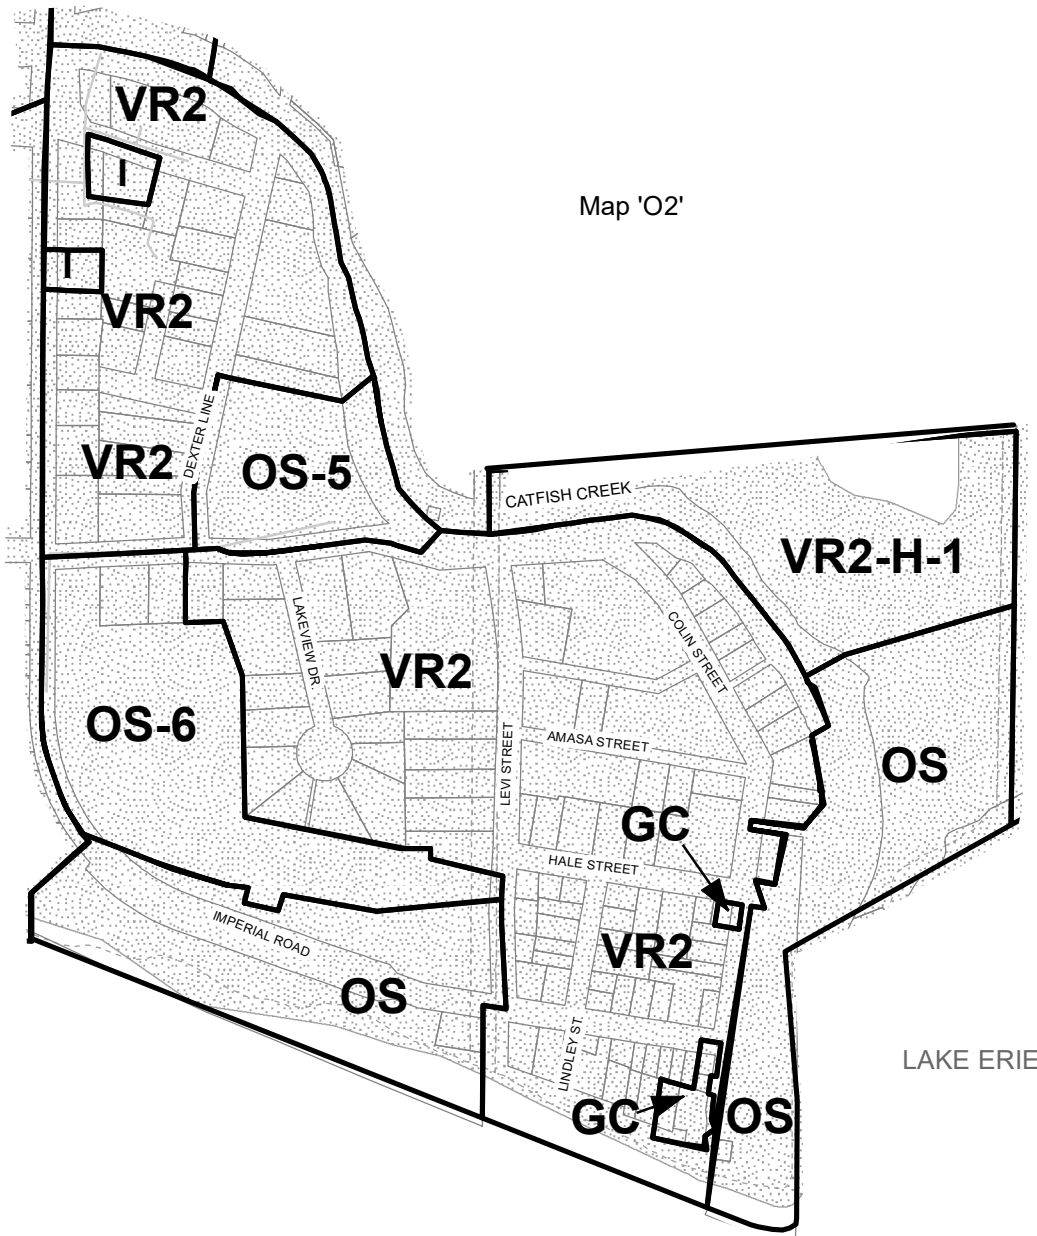 VR2
I
Map 'O2'
I
VR2
DEXTER LINE
VR2
OS-5
CATFISH CREEK
VR2-H-1
LAKEVIEW DR
COLIN STREET
VR2
OS-6
AMASA STREET
LEVI STREET
OS
GC
HALE STREET
IMPERIAL ROAD
VR2
OS
LINDLEY ST
LAKE ERIE
GC
OS